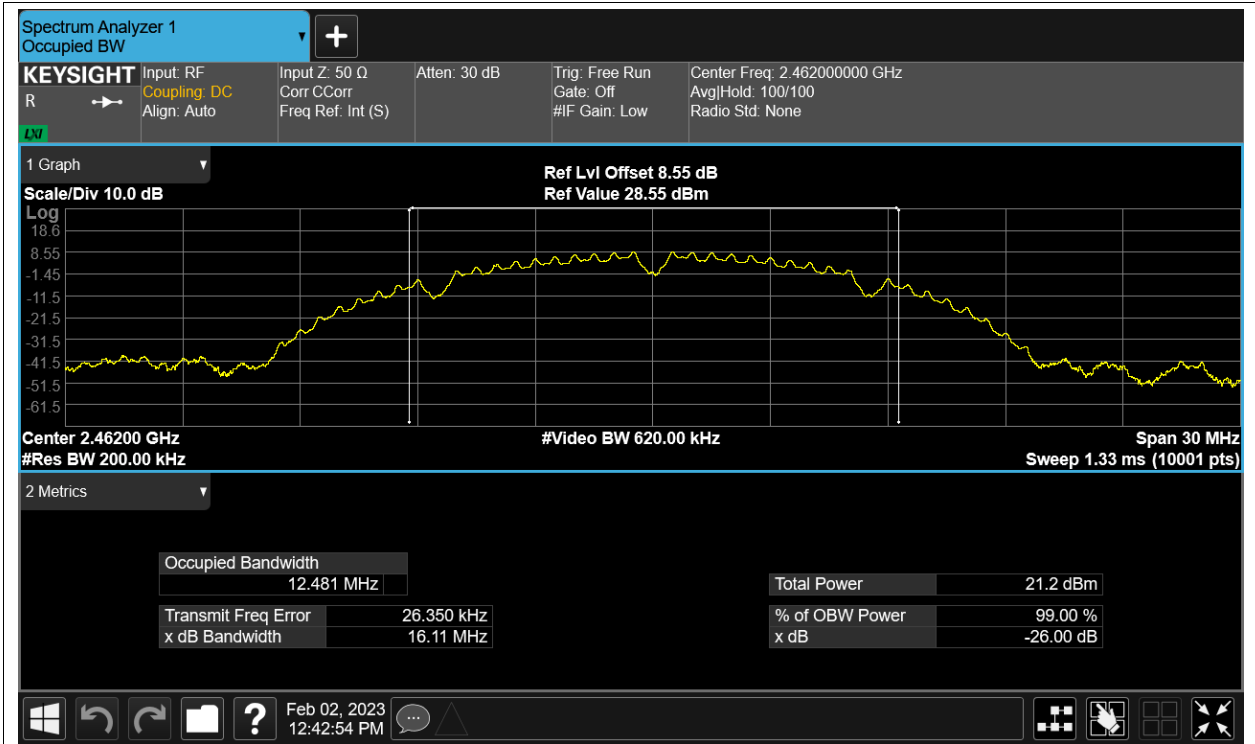 Spectrum Analyzer 1
Occupied BW
KEYSIGHT
R
LXI
Input: RF
Coupling: DC
Align: Auto
Input Z: 50 Ω
Corr CCorr
Freq Ref: Int (S)
Atten: 30 dB
Trig: Free Run
Gate: Off
#IF Gain: Low
Center Freq: 2.462000000 GHz
Avg|Hold: 100/100
Radio Std: None
1 Graph
Scale/Div 10.0 dB
Ref Lvl Offset 8.55 dB
Ref Value 28.55 dBm
Log
18.6
8.55
-1.45
-11.5
-21.5
-31.5
-41.5
-51.5
-61.5
Center 2.46200 GHz
#Video BW 620.00 kHz
Span 30 MHz
#Res BW 200.00 kHz
Sweep 1.33 ms (10001 pts)
2 Metrics
Occupied Bandwidth
12.481 MHz
Total Power 21.2 dBm
Transmit Freq Error 26.350 kHz
% of OBW Power 99.00 %
x dB Bandwidth 16.11 MHz
x dB -26.00 dB
?
Feb 02, 2023
12:42:54 PM